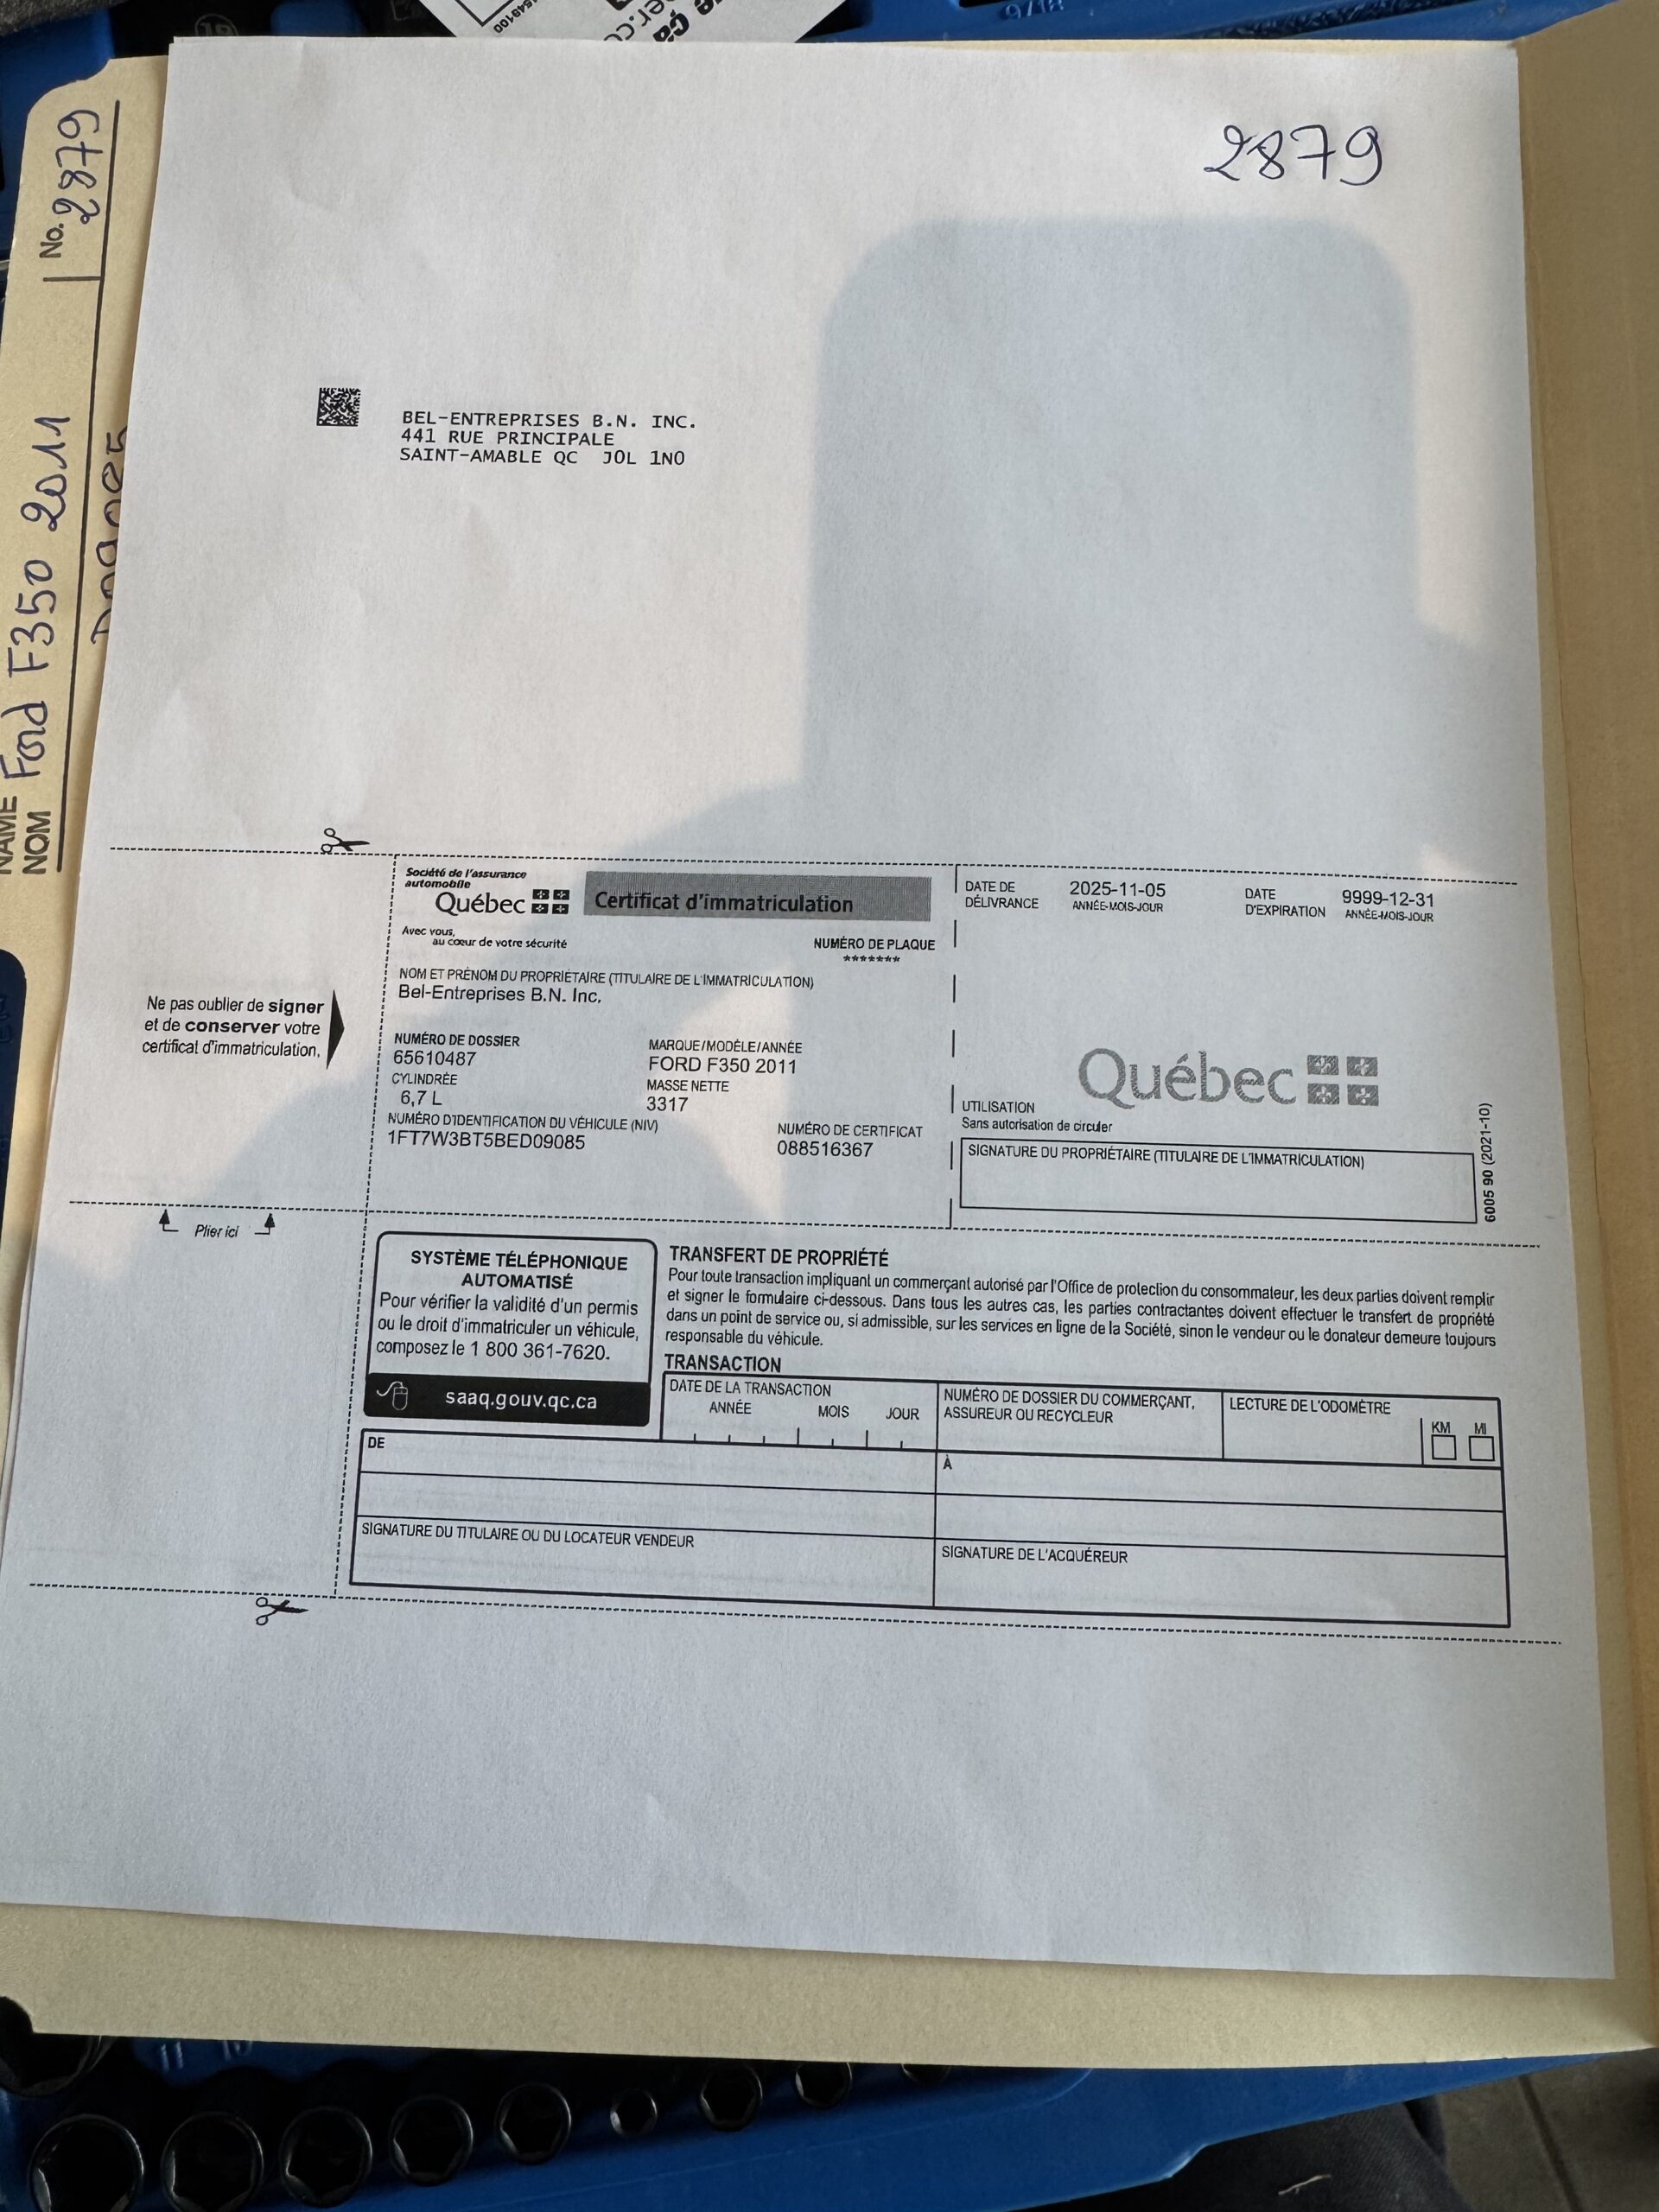 2879
No. 2879
NAME
NOM Ford F350 2011
BEL-ENTREPRISES B.N. INC.
441 RUE PRINCIPALE
SAINT-AMABLE QC J0L 1N0
Société de l'assurance
automobile
Québec
Certificat d'immatriculation
Avec vous,
au cœur de votre sécurité
DATE DE
DÉLIVRANCE
2025-11-05
ANNÉE-MOIS-JOUR
DATE
D'EXPIRATION
9999-12-31
ANNÉE-MOIS-JOUR
NUMÉRO DE PLAQUE
*******
NOM ET PRÉNOM DU PROPRIÉTAIRE (TITULAIRE DE L'IMMATRICULATION)
Bel-Entreprises B.N. Inc.
Ne pas oublier de signer
et de conserver votre
certificat d'immatriculation.
NUMÉRO DE DOSSIER
65610487
MARQUE/MODÈLE/ANNÉE
FORD F350 2011
CYLINDRÉE
6,7 L
MASSE NETTE
3317
NUMÉRO D'IDENTIFICATION DU VÉHICULE (NIV)
1FT7W3BT5BED09085
NUMÉRO DE CERTIFICAT
088516367
Québec
UTILISATION
Sans autorisation de circuler
SIGNATURE DU PROPRIÉTAIRE (TITULAIRE DE L'IMMATRICULATION)
6005 90 (2021-10)
Plier ici
SYSTÈME TÉLÉPHONIQUE
AUTOMATISÉ
Pour vérifier la validité d'un permis
ou le droit d'immatriculer un véhicule,
composez le 1 800 361-7620.
saaq.gouv.qc.ca
TRANSFERT DE PROPRIÉTÉ
Pour toute transaction impliquant un commerçant autorisé par l'Office de protection du consommateur, les deux parties doivent remplir
et signer le formulaire ci-dessous. Dans tous les autres cas, les parties contractantes doivent effectuer le transfert de propriété
dans un point de service ou, si admissible, sur les services en ligne de la Société, sinon le vendeur ou le donateur demeure toujours
responsable du véhicule.
TRANSACTION
DATE DE LA TRANSACTION
ANNÉE MOIS JOUR
NUMÉRO DE DOSSIER DU COMMERÇANT,
ASSUREUR OU RECYCLEUR
LECTURE DE L'ODOMÈTRE
KM MI
DE
À
SIGNATURE DU TITULAIRE OU DU LOCATEUR VENDEUR
SIGNATURE DE L'ACQUÉREUR